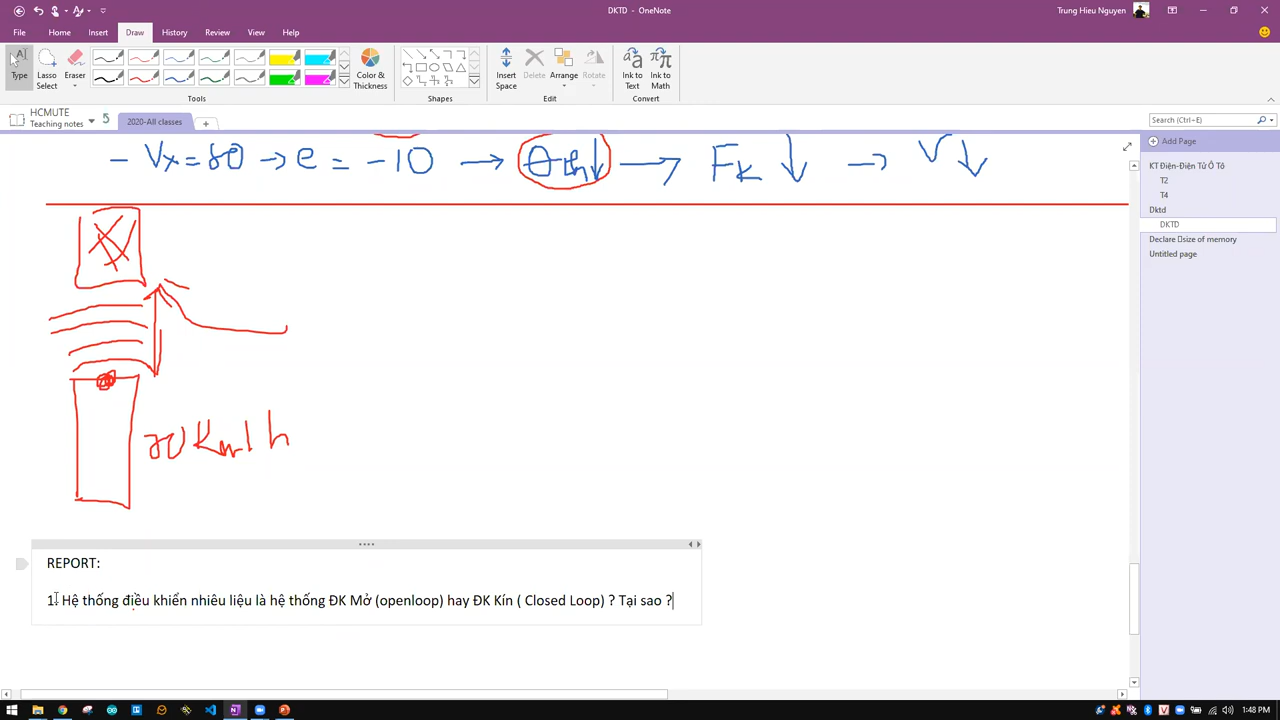 DKTD - OneNote
Trung Hieu Nguyen
File Home Insert Draw History Review View Help
Type
Lasso Select
Eraser
Color & Thickness
Insert Space
Delete
Arrange
Rotate
Ink to Text
Ink to Math
Tools
Shapes
Edit
Convert
HCMUTE
Teaching notes
2020-All classes
Search (Ctrl+E)
Add Page
KT Điện-Điện Tử Ô Tô
T2
T4
Dktd
DKTD
Declare size of memory
Untitled page
- Vx = 80 → e = -10 → θth↓ → FK ↓ → V ↓
Km/h
REPORT:
1. Hệ thống điều khiển nhiêu liệu là hệ thống ĐK Mở (openloop) hay ĐK Kín ( Closed Loop) ? Tại sao ?
1:48 PM